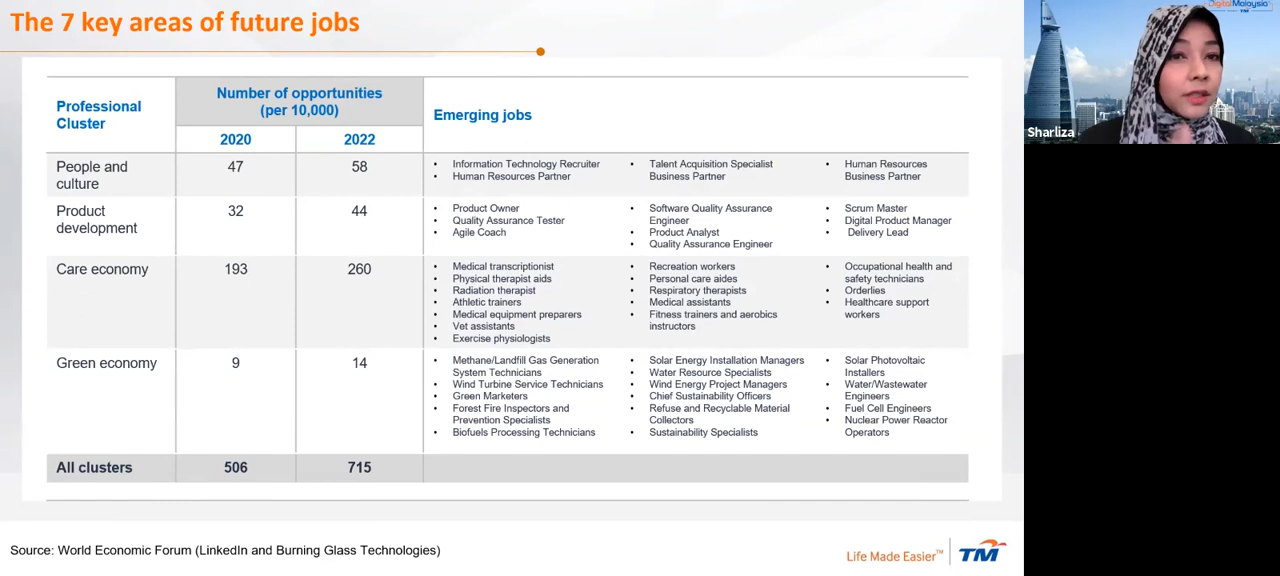 The 7 key areas of future jobs
Professional
Cluster
Number of opportunities
(per 10,000)
2020
2022
Emerging jobs
People and
culture
47
58
• Information Technology Recruiter
• Human Resources Partner
• Talent Acquisition Specialist
Business Partner
• Human Resources
Business Partner
Product
development
32
44
• Product Owner
• Quality Assurance Tester
• Agile Coach
• Software Quality Assurance
Engineer
• Product Analyst
• Quality Assurance Engineer
• Scrum Master
• Digital Product Manager
• Delivery Lead
Care economy
193
260
• Medical transcriptionist
• Physical therapist aids
• Radiation therapist
• Athletic trainers
• Medical equipment preparers
• Vet assistants
• Exercise physiologists
• Recreation workers
• Personal care aides
• Respiratory therapists
• Medical assistants
• Fitness trainers and aerobics
instructors
• Occupational health and
safety technicians
• Orderlies
• Healthcare support
workers
Green economy
9
14
• Methane/Landfill Gas Generation
System Technicians
• Wind Turbine Service Technicians
• Green Marketers
• Forest Fire Inspectors and
Prevention Specialists
• Biofuels Processing Technicians
• Solar Energy Installation Managers
• Water Resource Specialists
• Wind Energy Project Managers
• Chief Sustainability Officers
• Refuse and Recyclable Material
Collectors
• Sustainability Specialists
• Solar Photovoltaic
Installers
• Water/Wastewater
Engineers
• Fuel Cell Engineers
• Nuclear Power Reactor
Operators
All clusters
506
715
Source: World Economic Forum (LinkedIn and Burning Glass Technologies)
Life Made Easier™
TM
DigitalMalaysia
TM
Sharliza